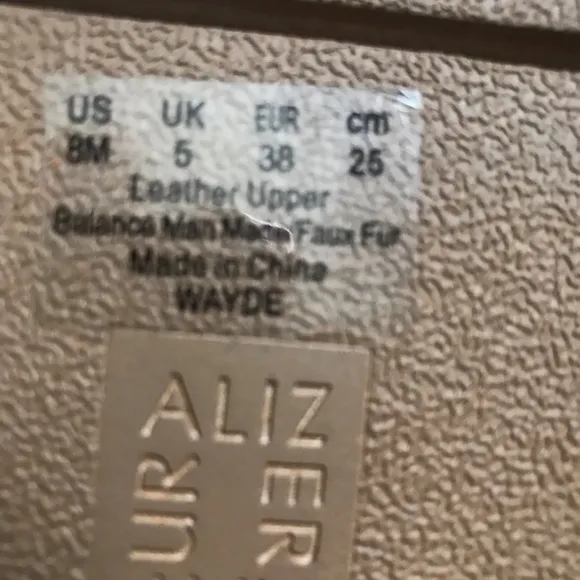 US UK EUR cm
8M 5 38 25
Leather Upper
Balance Man Made/Faux Fur
Made in China
WAYDE
ALIZ
UR
ER